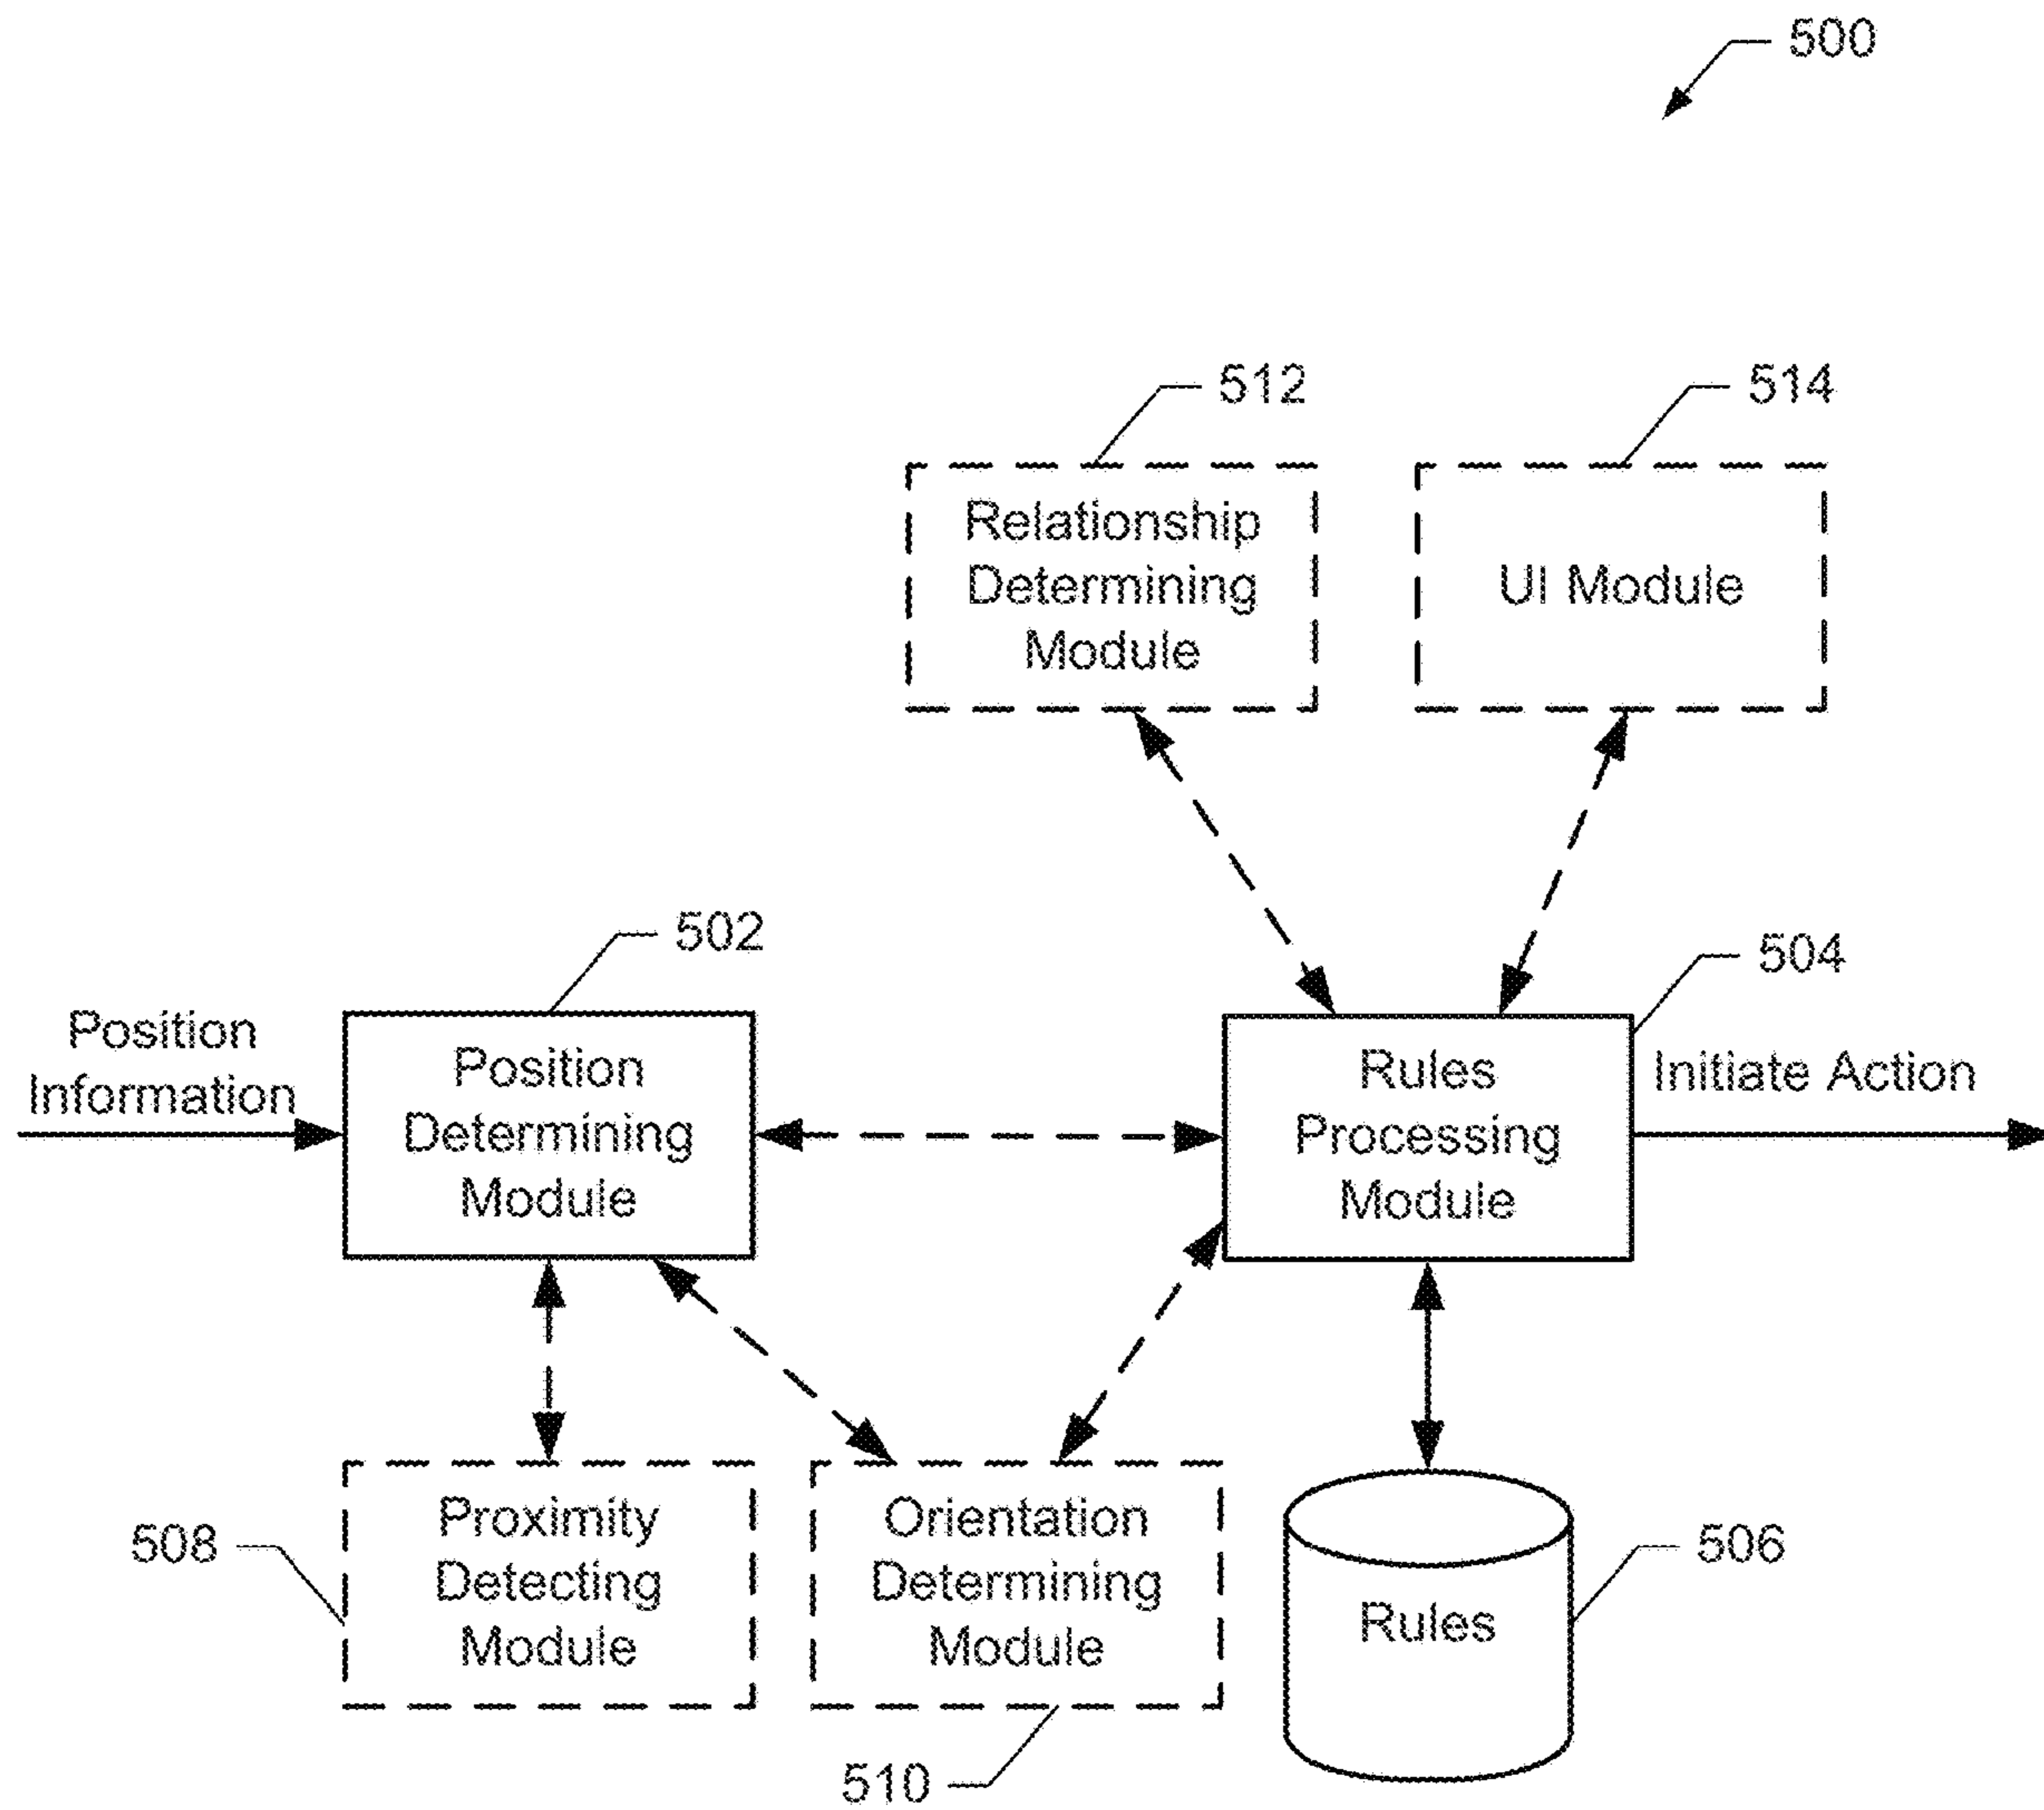 500
512
514
Relationship
Determining
Module
UI Module
502
504
Position
Information
Position
Determining
Module
Rules
Processing
Module
Initiate Action
508
Proximity
Detecting
Module
Orientation
Determining
Module
510
Rules
506